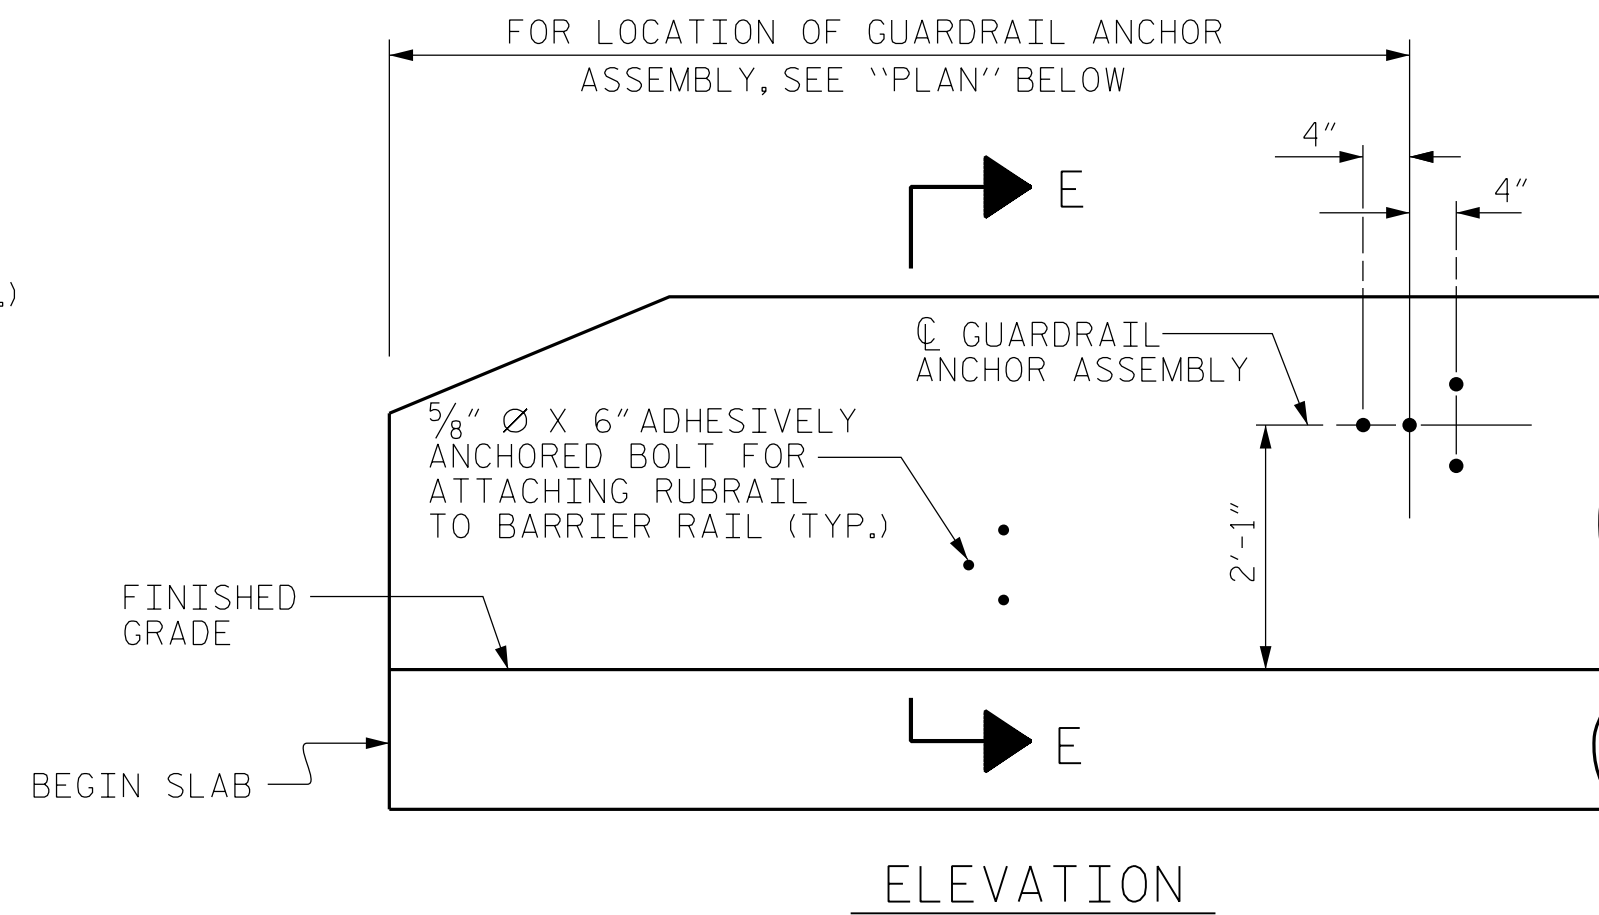 FOR LOCATION OF GUARDRAIL ANCHOR
ASSEMBLY, SEE ‵‵PLAN′′ BELOW
4″
E
4″
.)
℄ GUARDRAIL
ANCHOR ASSEMBLY
⅝″ Ø X 6″ ADHESIVELY
ANCHORED BOLT FOR
ATTACHING RUBRAIL
TO BARRIER RAIL (TYP.)
2′-1″
FINISHED
GRADE
E
BEGIN SLAB
ELEVATION